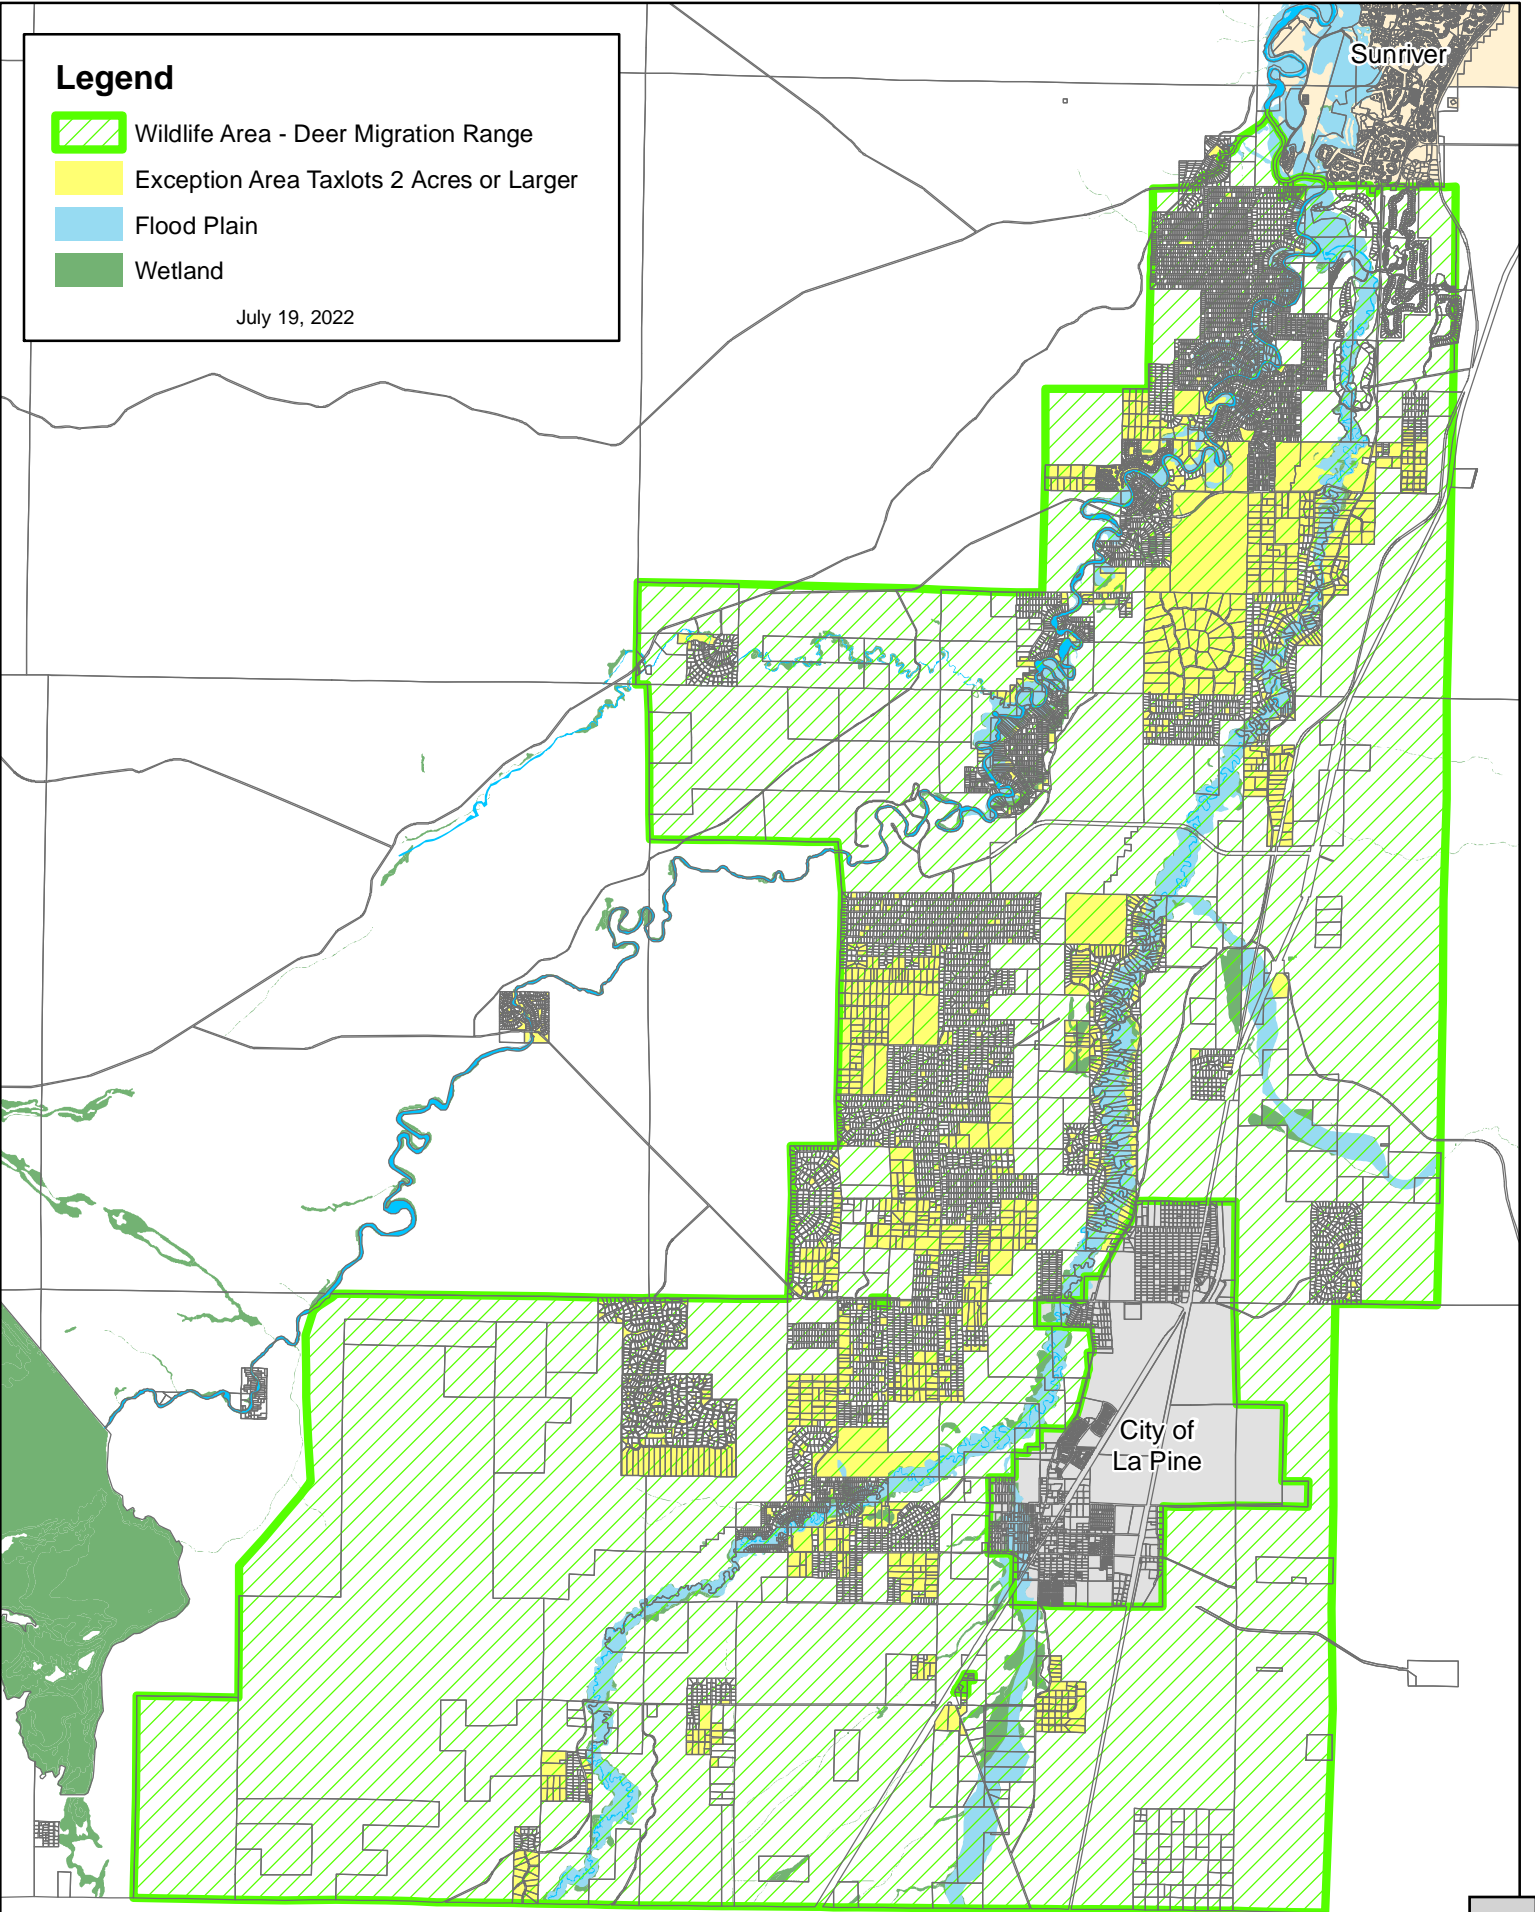 Legend
Wildlife Area - Deer Migration Range
Exception Area Taxlots 2 Acres or Larger
Flood Plain
Wetland
July 19, 2022
Sunriver
City of
La Pine